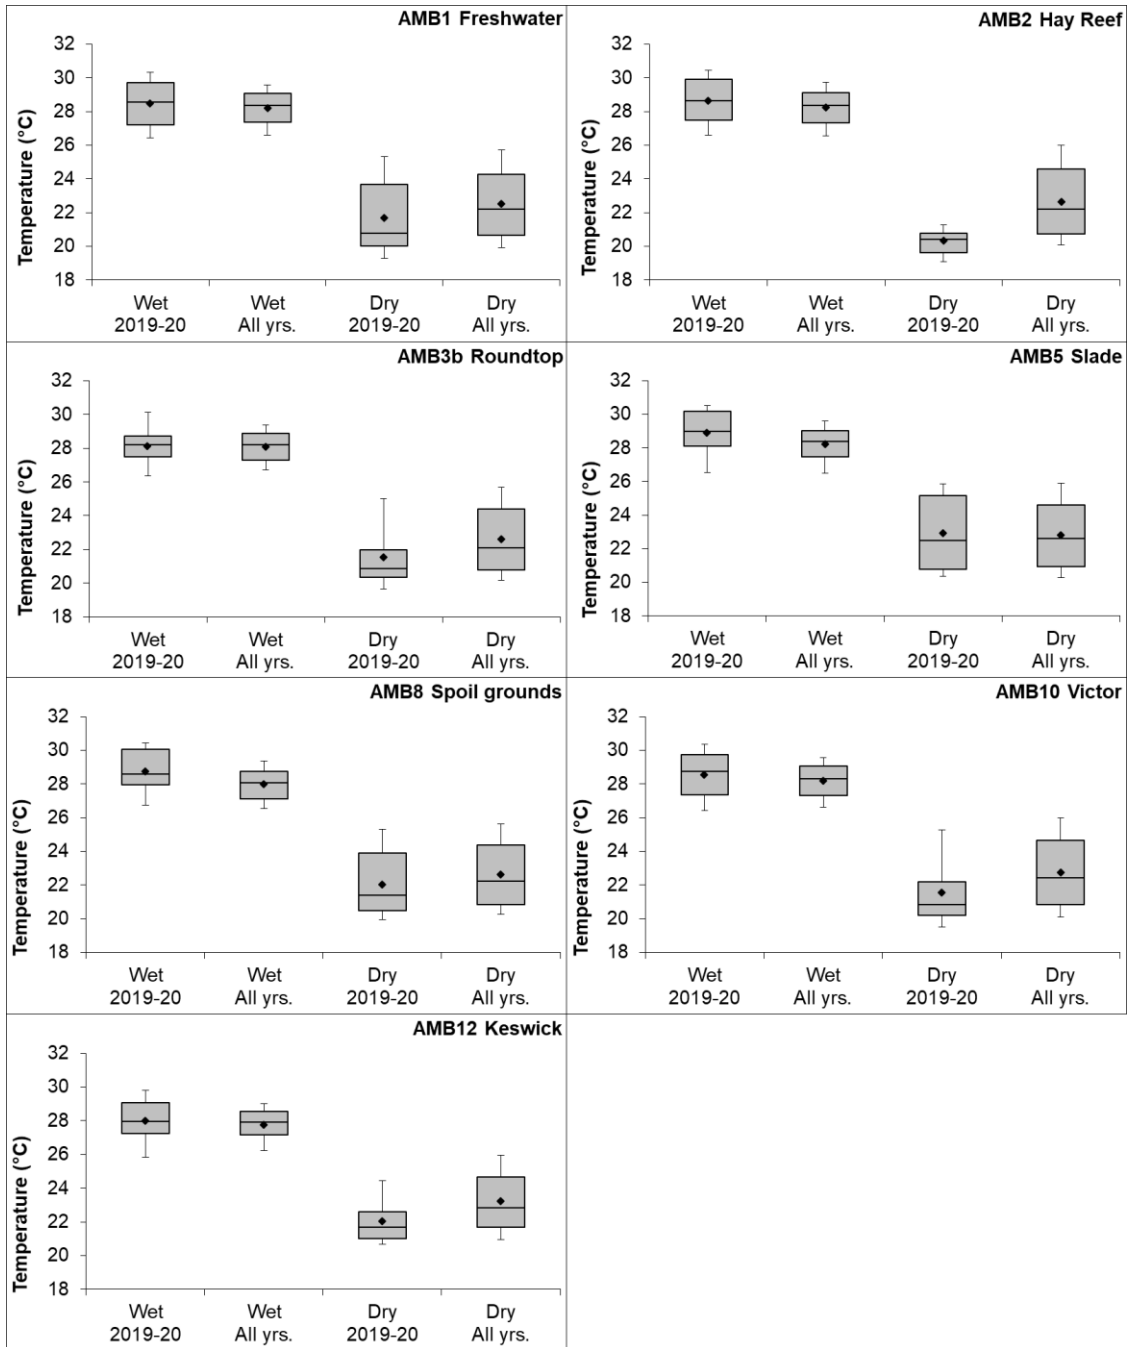 AMB1 Freshwater
Temperature (°C)
32
30
28
26
24
22
20
18
Wet Wet Dry Dry
2019-20 All yrs. 2019-20 All yrs.
AMB2 Hay Reef
Temperature (°C)
32
30
28
26
24
22
20
18
Wet Wet Dry Dry
2019-20 All yrs. 2019-20 All yrs.
AMB3b Roundtop
Temperature (°C)
32
30
28
26
24
22
20
18
Wet Wet Dry Dry
2019-20 All yrs. 2019-20 All yrs.
AMB5 Slade
Temperature (°C)
32
30
28
26
24
22
20
18
Wet Wet Dry Dry
2019-20 All yrs. 2019-20 All yrs.
AMB8 Spoil grounds
Temperature (°C)
32
30
28
26
24
22
20
18
Wet Wet Dry Dry
2019-20 All yrs. 2019-20 All yrs.
AMB10 Victor
Temperature (°C)
32
30
28
26
24
22
20
18
Wet Wet Dry Dry
2019-20 All yrs. 2019-20 All yrs.
AMB12 Keswick
Temperature (°C)
32
30
28
26
24
22
20
18
Wet Wet Dry Dry
2019-20 All yrs. 2019-20 All yrs.